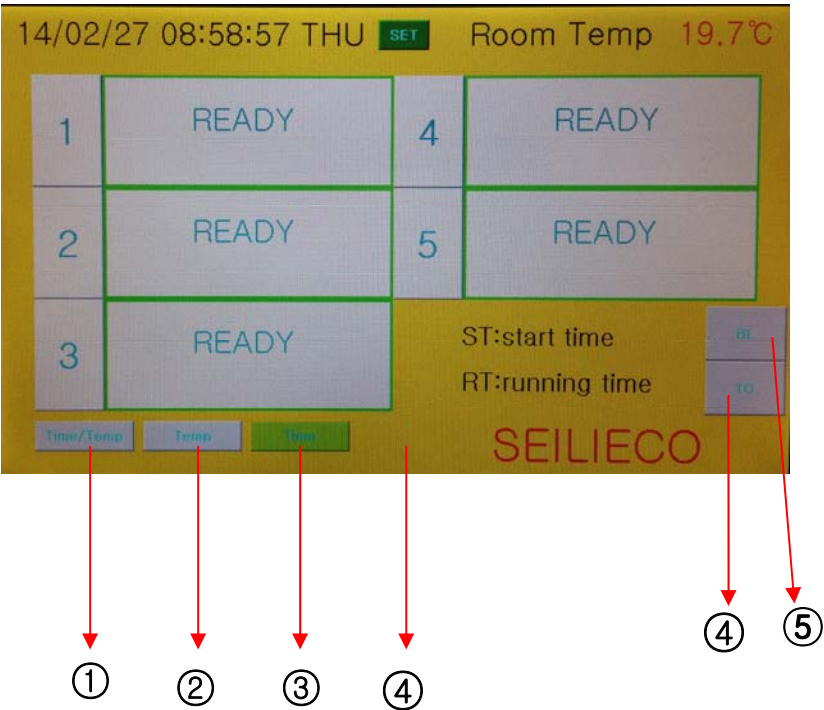 14/02/27 08:58:57 THU SET Room Temp 19.7℃
1 READY 4 READY
2 READY 5 READY
3 READY
ST:start time BL
RT:running time TO
Time/Temp Temp Time SEILIECO
④ ⑤
① ② ③ ④